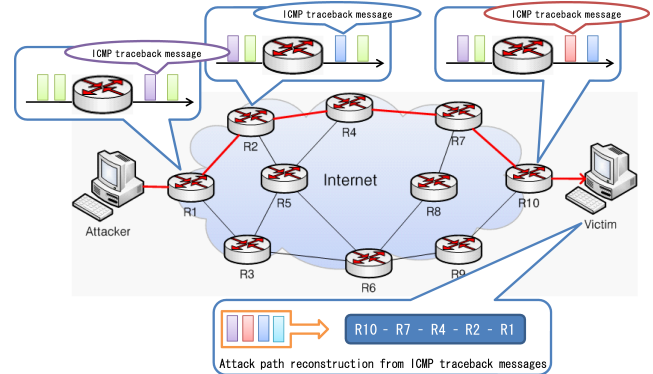 ICMP traceback message
ICMP traceback message
ICMP traceback message
R2
R4
R7
Attacker
R1
R5
Internet
R8
R10
Victim
R3
R6
R9
R10 - R7 - R4 - R2 - R1
Attack path reconstruction from ICMP traceback messages